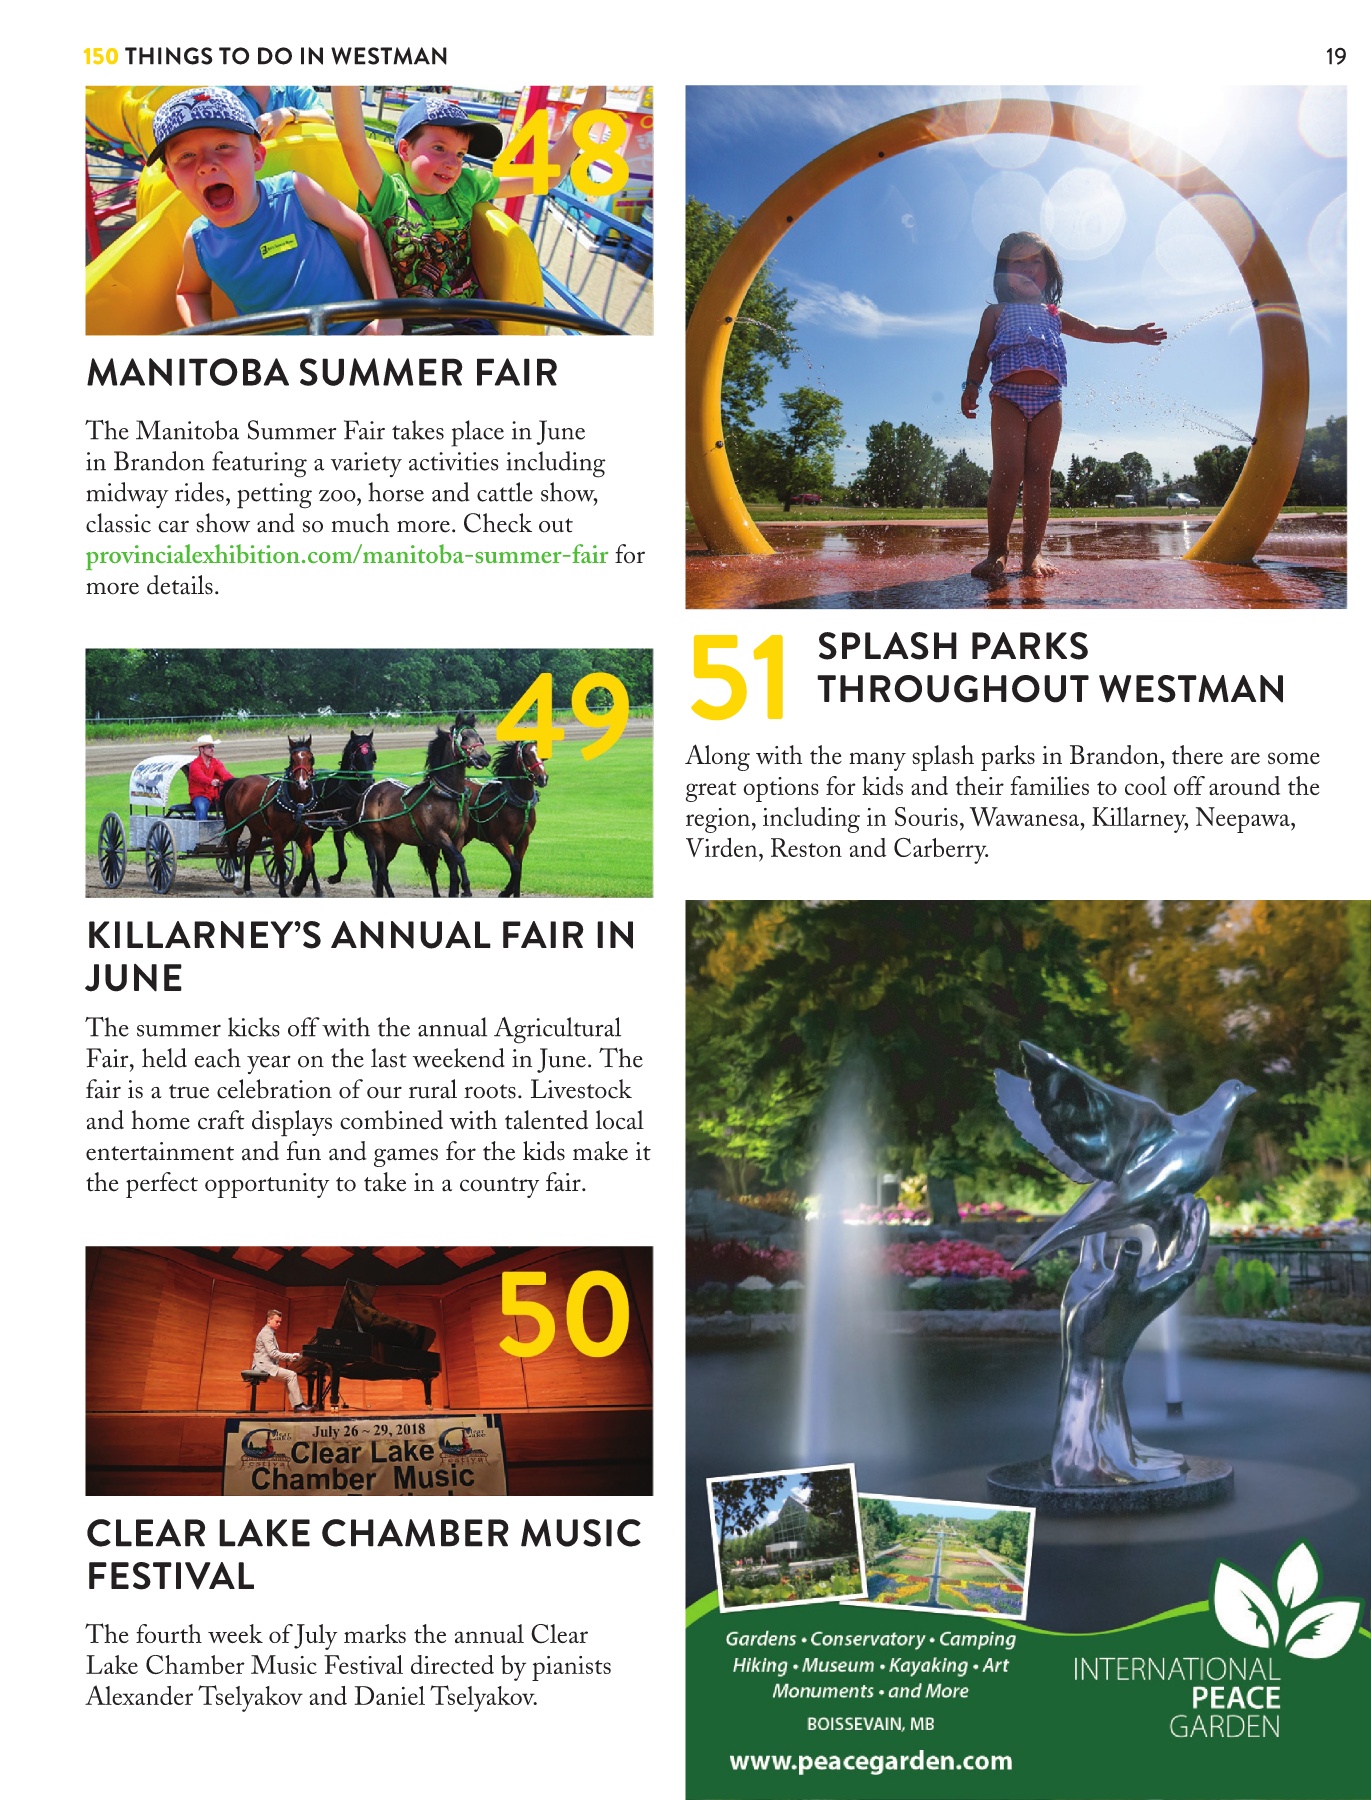 150 THINGS TO DO IN WESTMAN
19
48
MANITOBA SUMMER FAIR
The Manitoba Summer Fair takes place in June
in Brandon featuring a variety activities including
midway rides, petting zoo, horse and cattle show,
classic car show and so much more. Check out
provincialexhibition.com/manitoba-summer-fair for
more details.
49
KILLARNEY’S ANNUAL FAIR IN
JUNE
The summer kicks off with the annual Agricultural
Fair, held each year on the last weekend in June. The
fair is a true celebration of our rural roots. Livestock
and home craft displays combined with talented local
entertainment and fun and games for the kids make it
the perfect opportunity to take in a country fair.
50
July 26 ~ 29, 2018
Clear Lake
Chamber Music
CLEAR LAKE CHAMBER MUSIC
FESTIVAL
The fourth week of July marks the annual Clear
Lake Chamber Music Festival directed by pianists
Alexander Tselyakov and Daniel Tselyakov.
51
SPLASH PARKS
THROUGHOUT WESTMAN
Along with the many splash parks in Brandon, there are some
great options for kids and their families to cool off around the
region, including in Souris, Wawanesa, Killarney, Neepawa,
Virden, Reston and Carberry.
Gardens • Conservatory • Camping
Hiking • Museum • Kayaking • Art
Monuments • and More
BOISSEVAIN, MB
www.peacegarden.com
INTERNATIONAL
PEACE
GARDEN